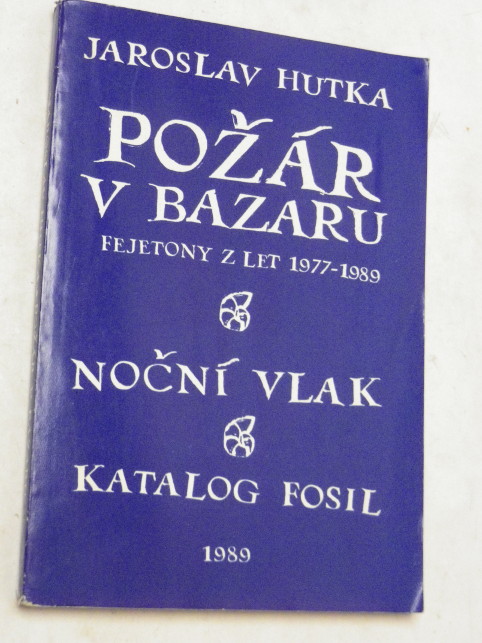 JAROSLAV HUTKA
POŽÁR
V BAZARU
FEJETONY Z LET 1977-1989
NOČNÍ VLAK
KATALOG FOSIL
1989